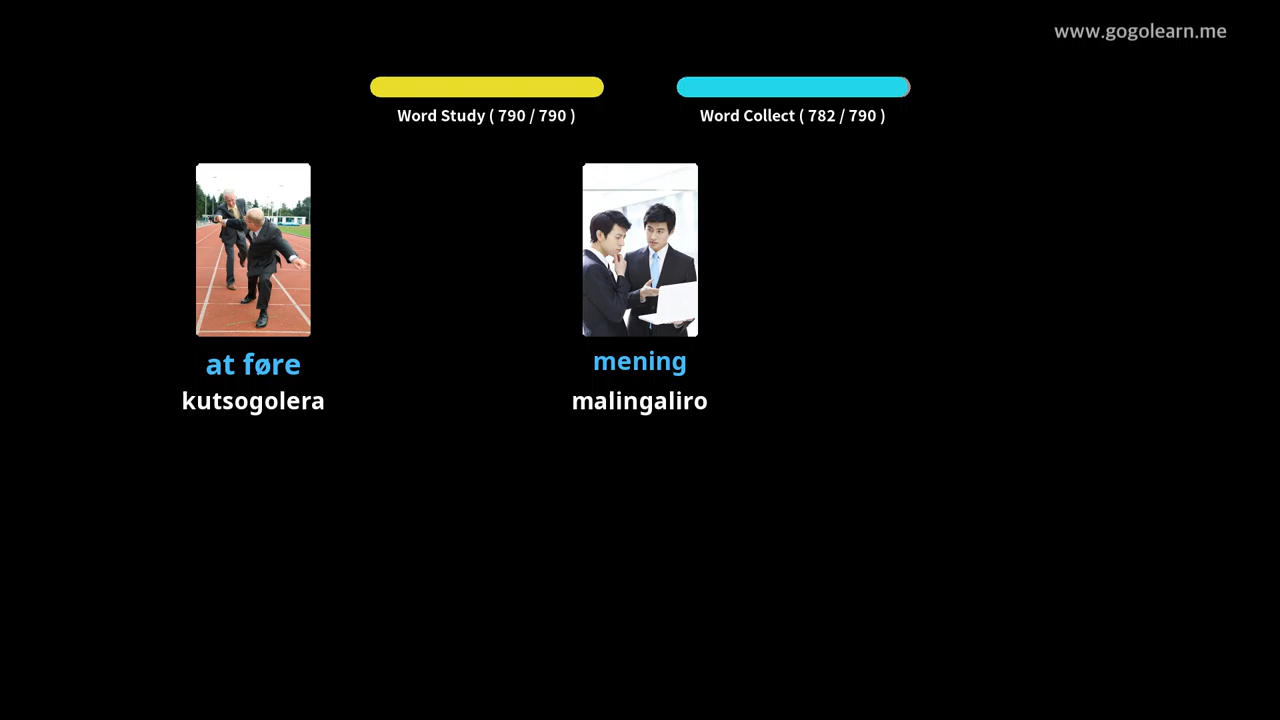 www.gogolearn.me
Word Study ( 790 / 790 )
Word Collect ( 782 / 790 )
at føre
kutsogolera
mening
malingaliro